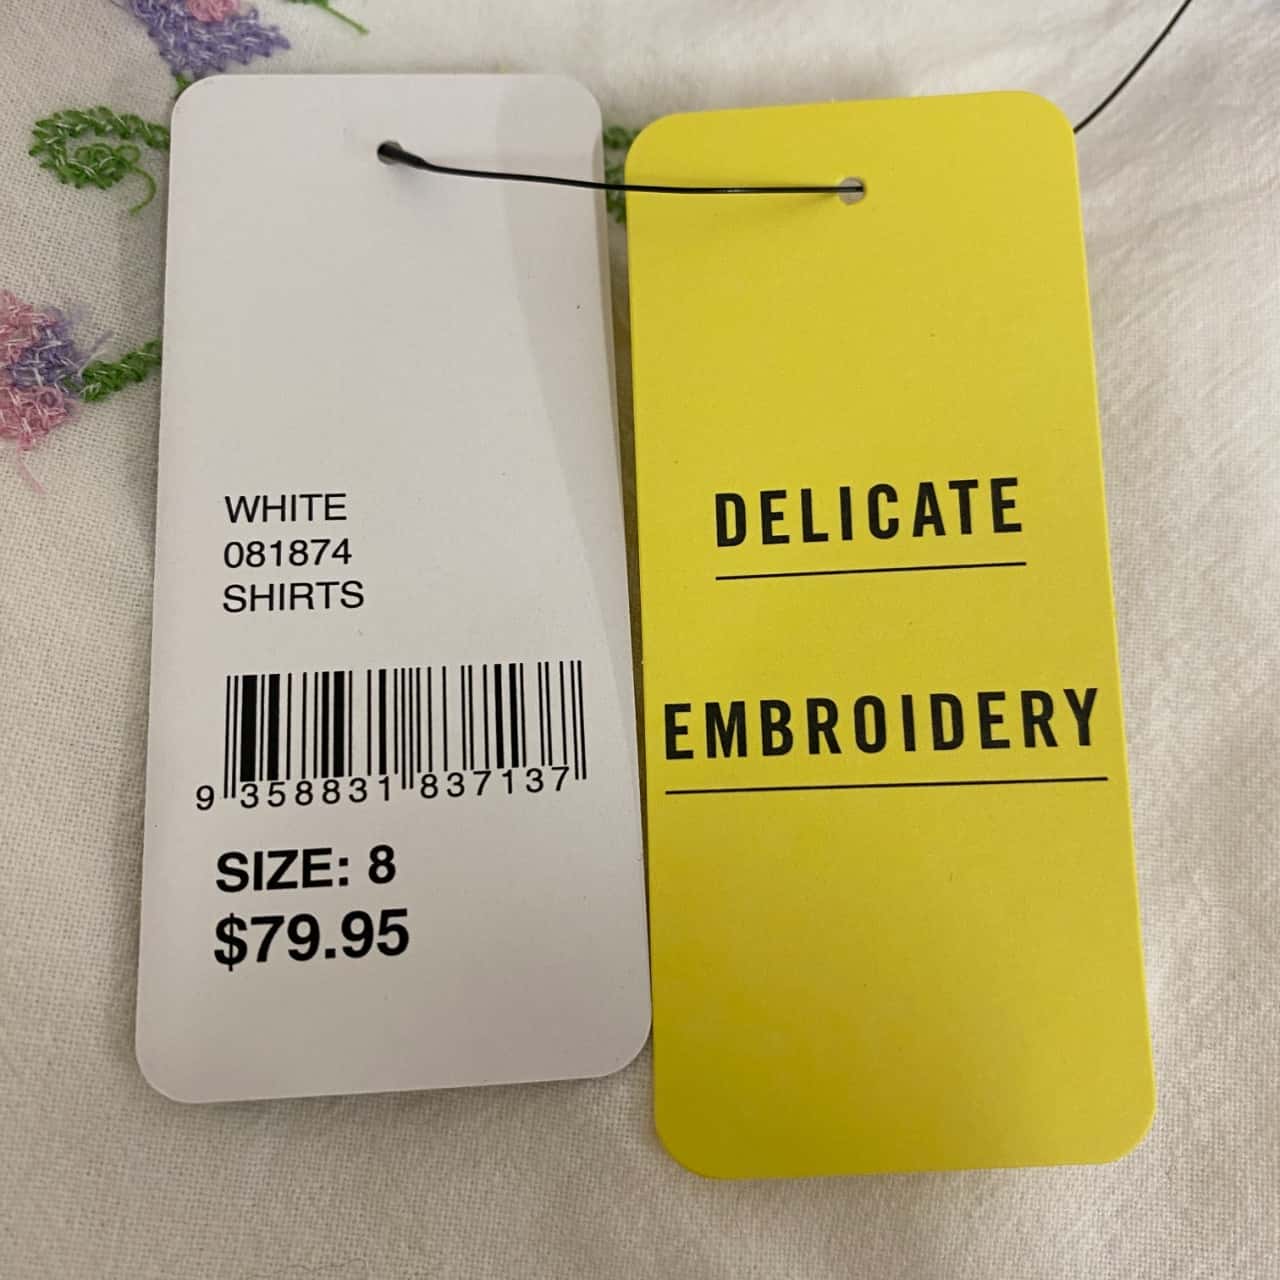 WHITE
081874
SHIRTS
9 358831 837137
SIZE: 8
$79.95
DELICATE
EMBROIDERY